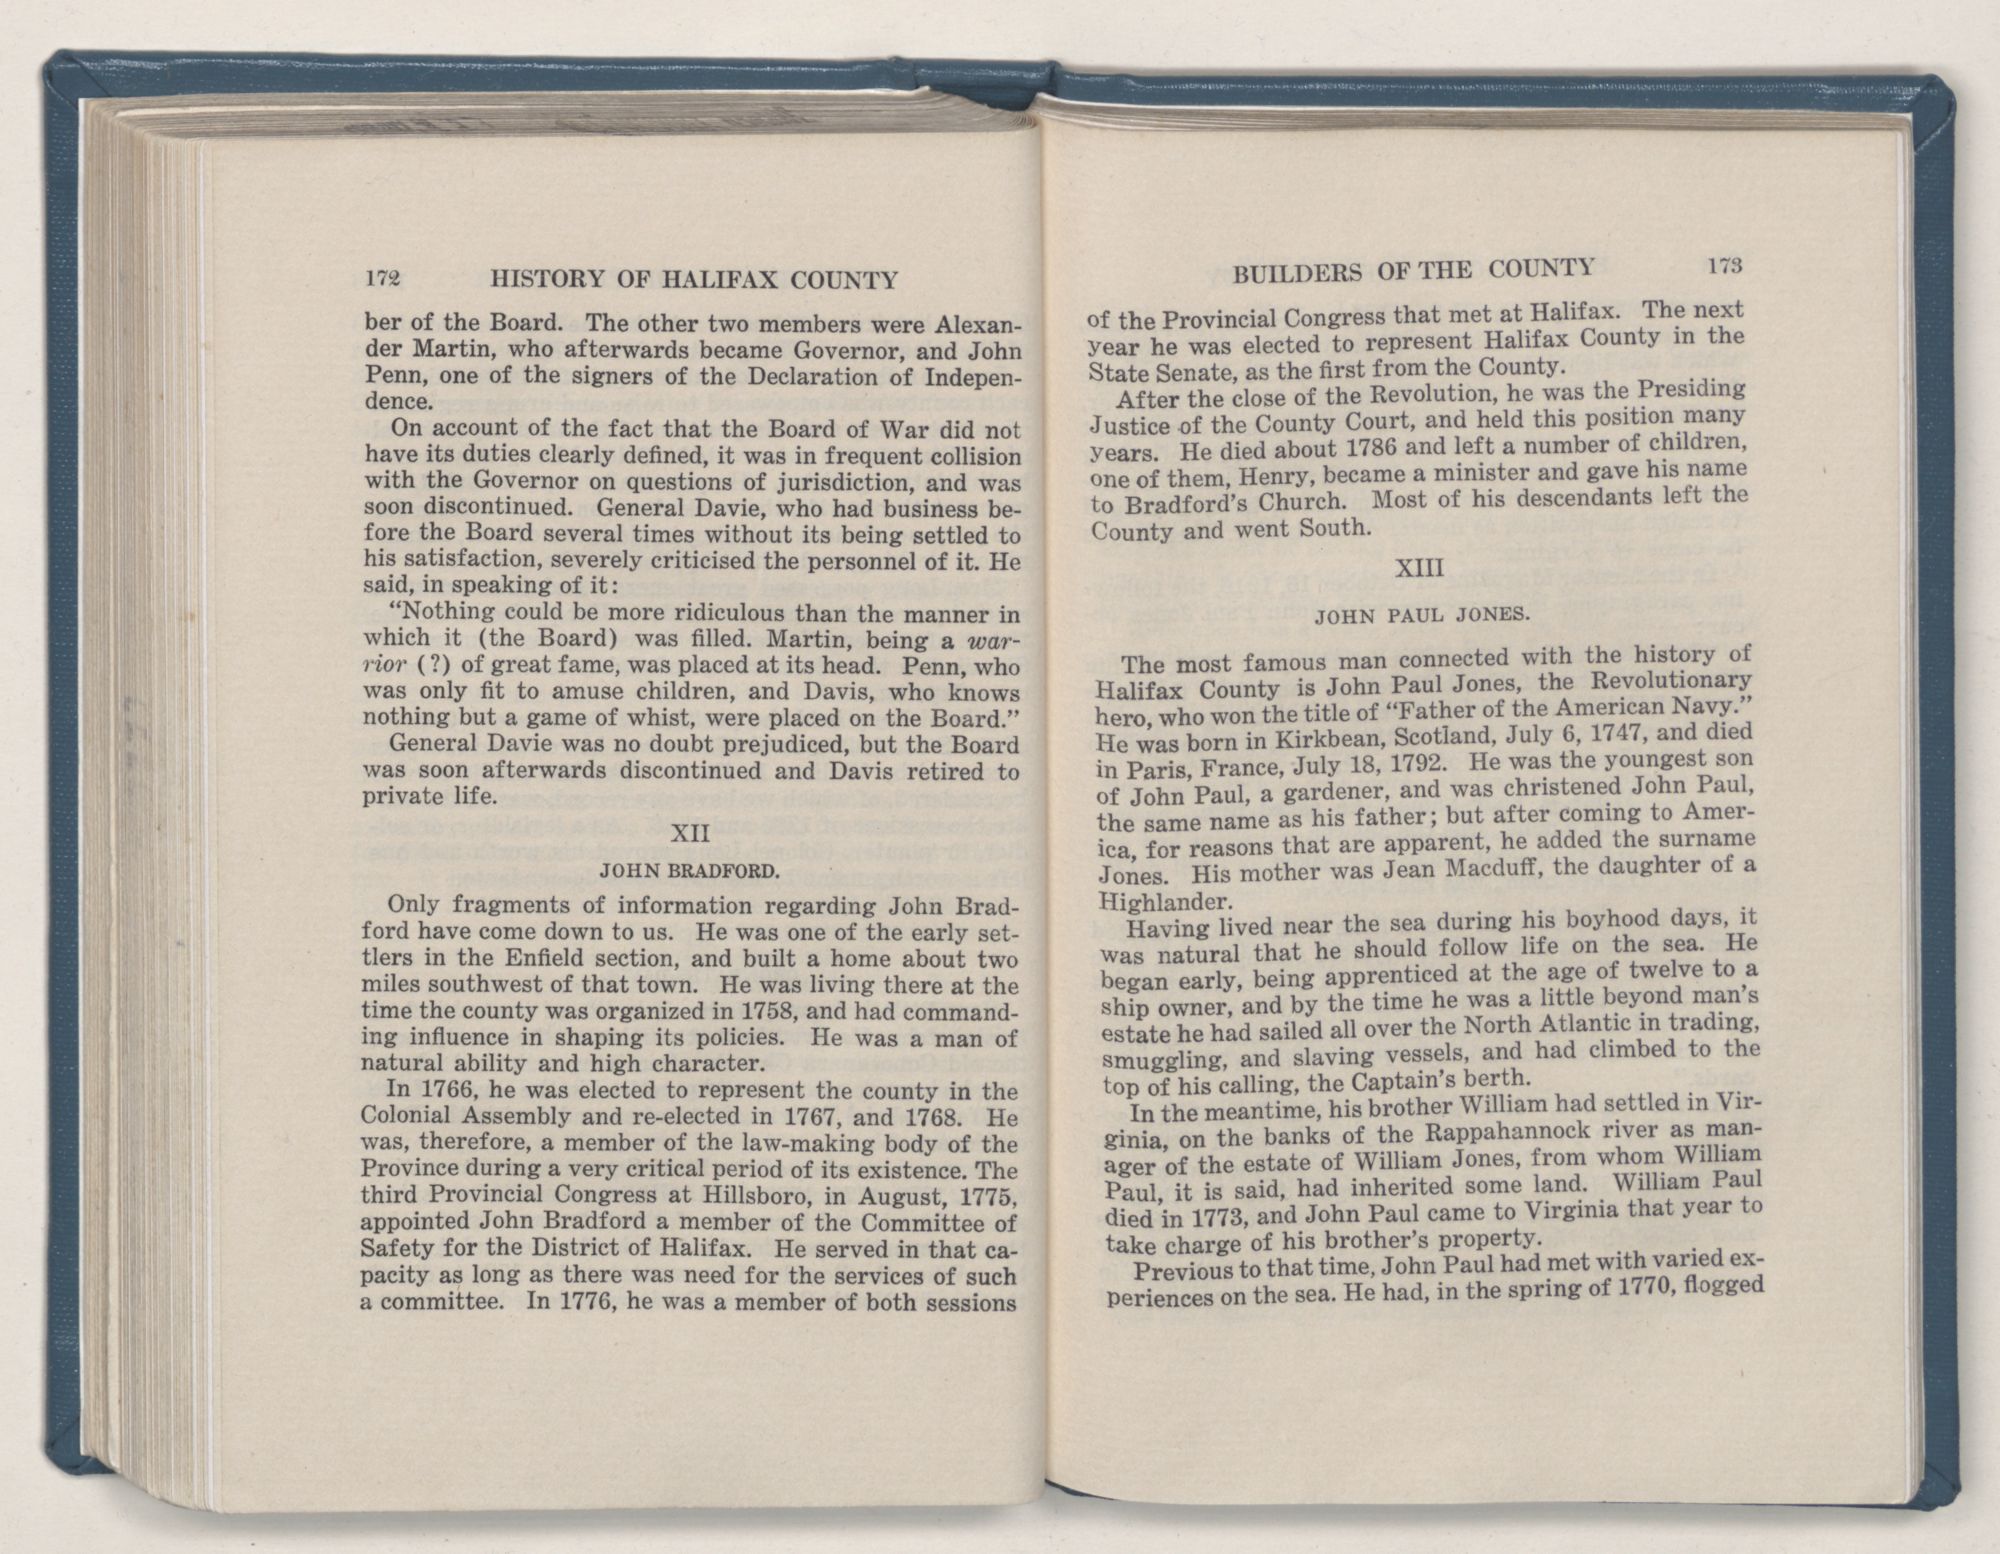 172 HISTORY OF HALIFAX COUNTY
ber of the Board. The other two members were Alexan-
der Martin, who afterwards became Governor, and John
Penn, one of the signers of the Declaration of Indepen-
dence.
On account of the fact that the Board of War did not
have its duties clearly defined, it was in frequent collision
with the Governor on questions of jurisdiction, and was
soon discontinued. General Davie, who had business be-
fore the Board several times without its being settled to
his satisfaction, severely criticised the personnel of it. He
said, in speaking of it:
“Nothing could be more ridiculous than the manner in
which it (the Board) was filled. Martin, being a war-
rior (?) of great fame, was placed at its head. Penn, who
was only fit to amuse children, and Davis, who knows
nothing but a game of whist, were placed on the Board.”
General Davie was no doubt prejudiced, but the Board
was soon afterwards discontinued and Davis retired to
private life.
XII
JOHN BRADFORD.
Only fragments of information regarding John Brad-
ford have come down to us. He was one of the early set-
tlers in the Enfield section, and built a home about two
miles southwest of that town. He was living there at the
time the county was organized in 1758, and had command-
ing influence in shaping its policies. He was a man of
natural ability and high character.
In 1766, he was elected to represent the county in the
Colonial Assembly and re-elected in 1767, and 1768. He
was, therefore, a member of the law-making body of the
Province during a very critical period of its existence. The
third Provincial Congress at Hillsboro, in August, 1775,
appointed John Bradford a member of the Committee of
Safety for the District of Halifax. He served in that ca-
pacity as long as there was need for the services of such
a committee. In 1776, he was a member of both sessions
BUILDERS OF THE COUNTY 173
of the Provincial Congress that met at Halifax. The next
year he was elected to represent Halifax County in the
State Senate, as the first from the County.
After the close of the Revolution, he was the Presiding
Justice of the County Court, and held this position many
years. He died about 1786 and left a number of children,
one of them, Henry, became a minister and gave his name
to Bradford’s Church. Most of his descendants left the
County and went South.
XIII
JOHN PAUL JONES.
The most famous man connected with the history of
Halifax County is John Paul Jones, the Revolutionary
hero, who won the title of “Father of the American Navy.”
He was born in Kirkbean, Scotland, July 6, 1747, and died
in Paris, France, July 18, 1792. He was the youngest son
of John Paul, a gardener, and was christened John Paul,
the same name as his father; but after coming to Amer-
ica, for reasons that are apparent, he added the surname
Jones. His mother was Jean Macduff, the daughter of a
Highlander.
Having lived near the sea during his boyhood days, it
was natural that he should follow life on the sea. He
began early, being apprenticed at the age of twelve to a
ship owner, and by the time he was a little beyond man’s
estate he had sailed all over the North Atlantic in trading,
smuggling, and slaving vessels, and had climbed to the
top of his calling, the Captain’s berth.
In the meantime, his brother William had settled in Vir-
ginia, on the banks of the Rappahannock river as man-
ager of the estate of William Jones, from whom William
Paul, it is said, had inherited some land. William Paul
died in 1773, and John Paul came to Virginia that year to
take charge of his brother’s property.
Previous to that time, John Paul had met with varied ex-
periences on the sea. He had, in the spring of 1770, flogged